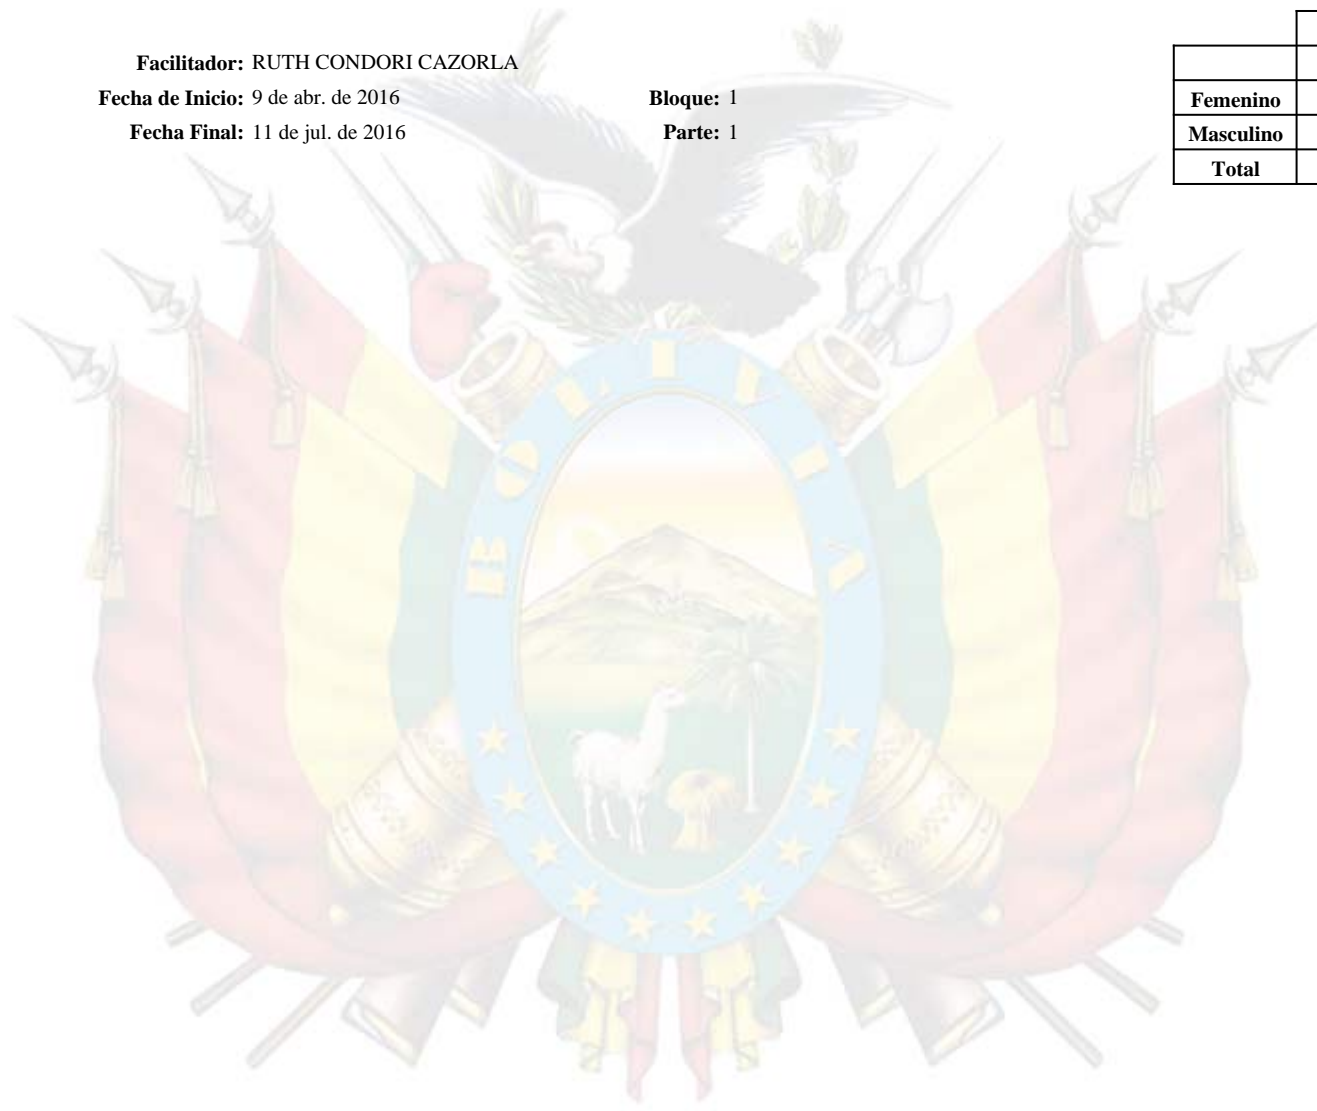 Facilitador: RUTH CONDORI CAZORLA
Fecha de Inicio: 9 de abr. de 2016 Bloque: 1
Fecha Final: 11 de jul. de 2016 Parte: 1
Femenino
Masculino
Total
BOLIVIA